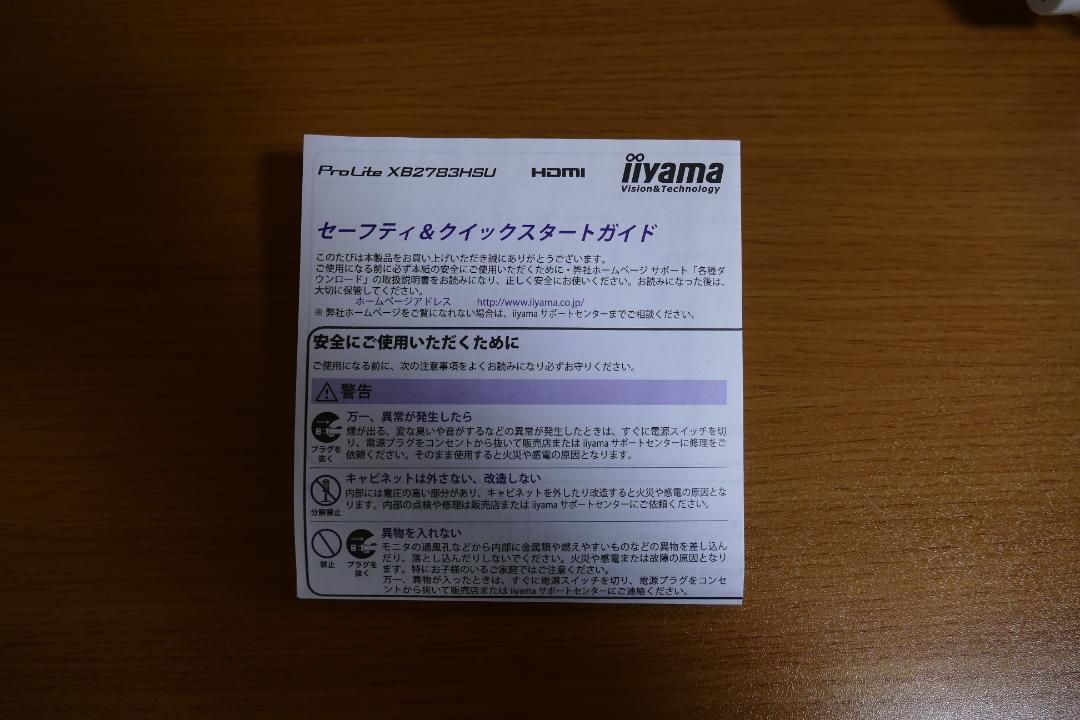 ProLite XB2783HSU HDMI iiyama
Vision&Technology
セーフティ＆クイックスタートガイド
このたびは本製品をお買い上げいただき誠にありがとうございます。
ご使用になる前に必ず本紙の安全にご使用いただくために・弊社ホームページ サポート「各種ダ
ウンロード」の取扱説明書をお読みになり、正しく安全にお使いください。お読みになった後は、
大切に保管してください。
ホームページアドレス http://www.iiyama.co.jp/
※ 弊社ホームページをご覧になれない場合は、iiyama サポートセンターまでご相談ください。
安全にご使用いただくために
ご使用になる前に、次の注意事項をよくお読みになり必ずお守りください。
警告
万一、異常が発生したら
煙が出る、変な臭いや音がするなどの異常が発生したときは、すぐに電源スイッチを切
り、電源プラグをコンセントから抜いて販売店または iiyama サポートセンターに修理をご
依頼ください。そのまま使用すると火災や感電の原因となります。
プラグを
抜く
キャビネットは外さない、改造しない
内部には電圧の高い部分があり、キャビネットを外したり改造すると火災や感電の原因とな
ります。内部の点検や修理は販売店または iiyama サポートセンターにご依頼ください。
分解禁止
異物を入れない
モニタの通風孔などから内部に金属類や燃えやすいものなどの異物を差し込ん
だり、落とし込んだりしないでください。火災や感電または故障の原因となり
ます。特にお子様のいるご家庭ではご注意ください。
万一、異物が入ったときは、すぐに電源スイッチを切り、電源プラグをコンセ
ントから抜いて販売店または iiyama サポートセンターにご連絡ください。
禁止
プラグを
抜く